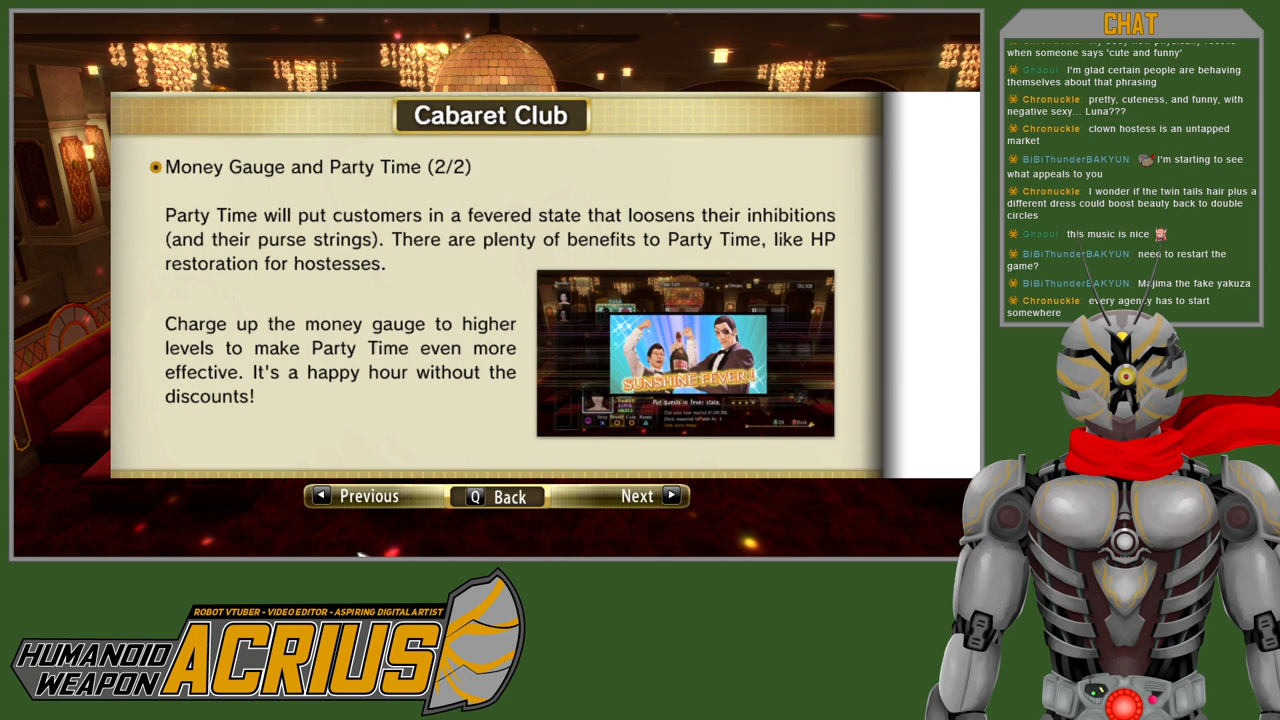 Cabaret Club
Money Gauge and Party Time (2/2)
Party Time will put customers in a fevered state that loosens their inhibitions
(and their purse strings). There are plenty of benefits to Party Time, like HP
restoration for hostesses.
Charge up the money gauge to higher
levels to make Party Time even more
effective. It's a happy hour without the
discounts!
SUNSHINE FEVER!
Put guests in fever state.
Previous
Q Back
Next
CHAT
when someone says 'cute and funny'
Ghaoul I'm glad certain people are behaving
themselves about that phrasing
Chronuckle pretty, cuteness, and funny, with
negative sexy... Luna???
Chronuckle clown hostess is an untapped
market
BiBiThunderBAKYUN I'm starting to see
what appeals to you
Chronuckle I wonder if the twin tails hair plus a
different dress could boost beauty back to double
circles
Ghaoul this music is nice
BiBiThunderBAKYUN need to restart the
game?
BiBiThunderBAKYUN Majima the fake yakuza
Chronuckle every agency has to start
somewhere
ROBOT VTUBER - VIDEO EDITOR - ASPIRING DIGITAL ARTIST
HUMANOID
WEAPON
ACRIUS